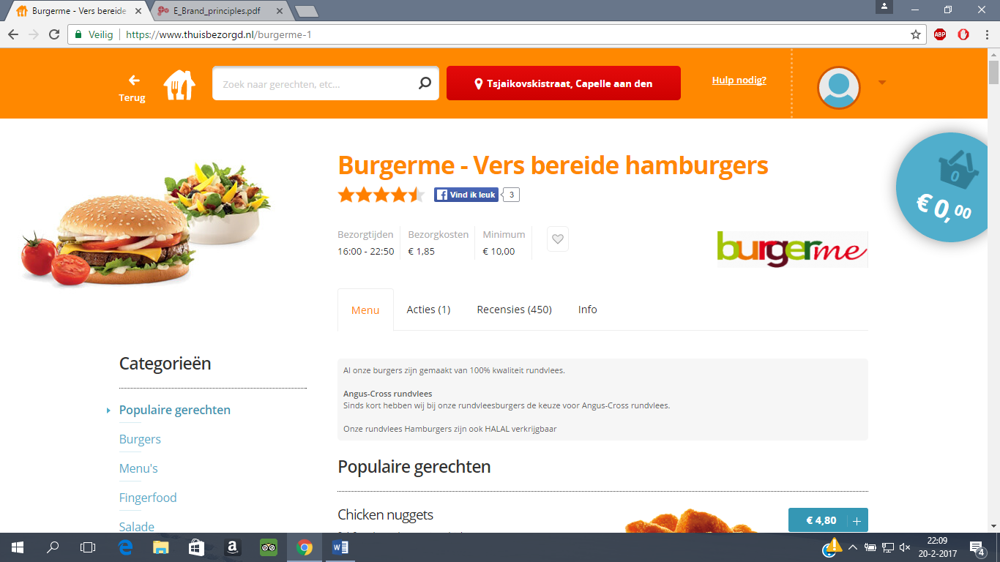 Burgerme - Vers bereide
E_Brand_principles.pdf
Veilig
https://www.thuisbezorgd.nl/burgerme-1
ABP
Terug
Zoek naar gerechten, etc...
Tsjaikovskistraat, Capelle aan den
Hulp nodig?
0
€ 0,00
Burgerme - Vers bereide hamburgers
Vind ik leuk
3
Bezorgtijden
16:00 - 22:50
Bezorgkosten
€ 1,85
Minimum
€ 10,00
burgerme
Menu
Acties (1)
Recensies (450)
Info
Categorieën
Populaire gerechten
Burgers
Menu's
Fingerfood
Salade
Al onze burgers zijn gemaakt van 100% kwaliteit rundvlees.
Angus-Cross rundvlees
Sinds kort hebben wij bij onze rundvleesburgers de keuze voor Angus-Cross rundvlees.
Onze rundvlees Hamburgers zijn ook HALAL verkrijgbaar
Populaire gerechten
Chicken nuggets
€ 4,80
22:09
20-2-2017
4